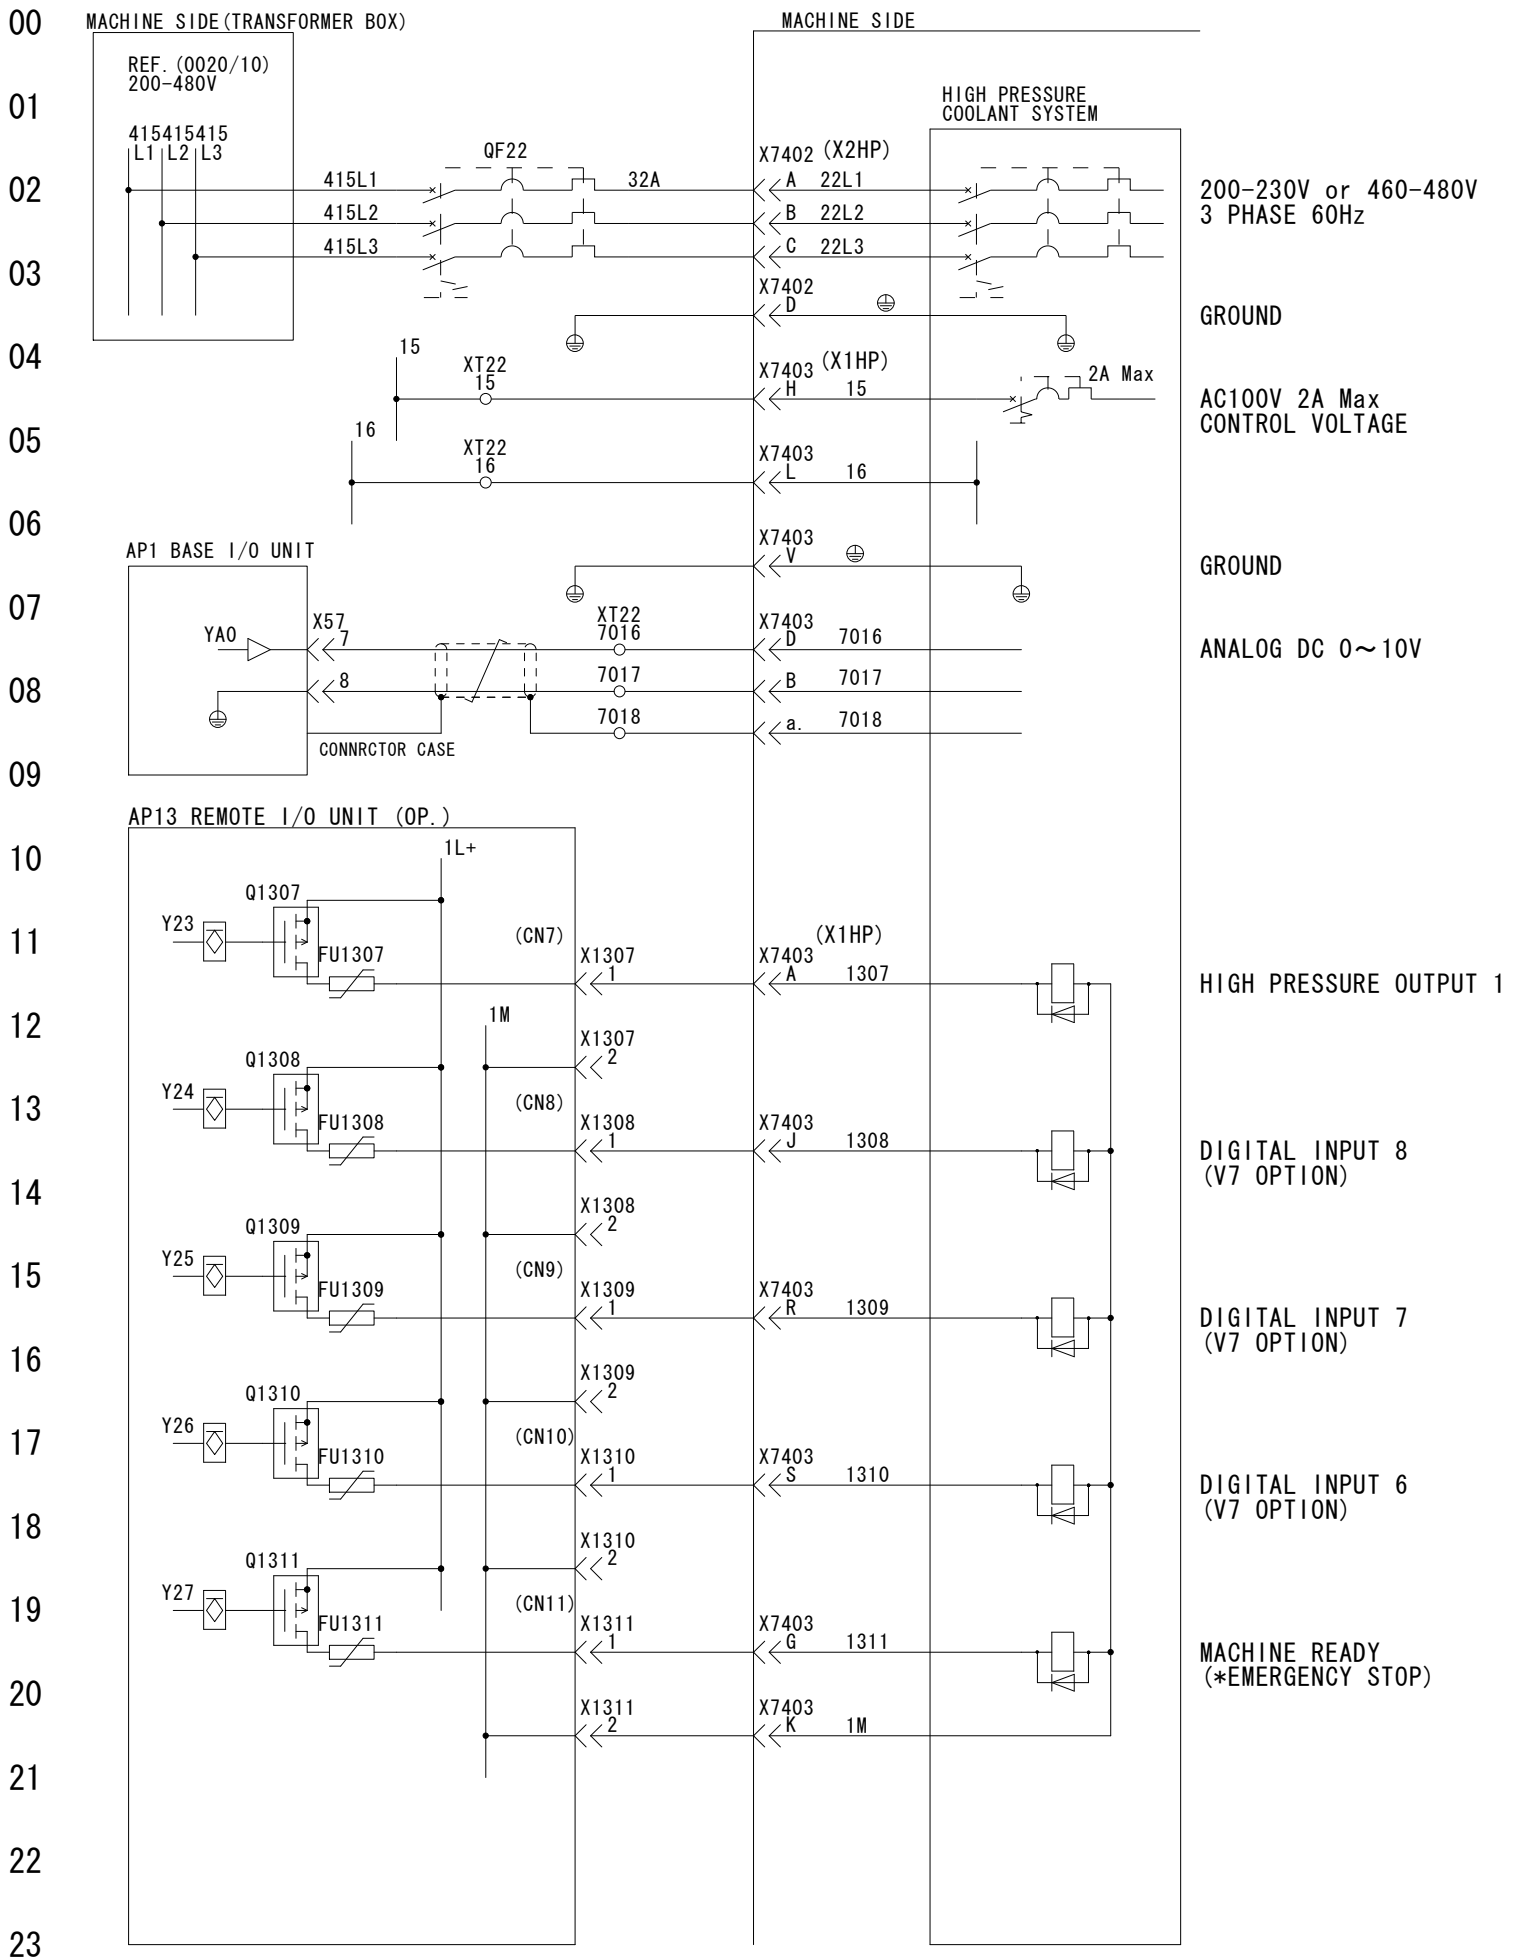 00
MACHINE SIDE(TRANSFORMER BOX)
MACHINE SIDE
REF.(0020/10)
200-480V
01
HIGH PRESSURE
COOLANT SYSTEM
415415415
L1 L2 L3
QF22
X7402 (X2HP)
02
415L1
32A
A 22L1
200-230V or 460-480V
3 PHASE 60Hz
415L2
B 22L2
415L3
C 22L3
03
X7402
D
GROUND
04
15
XT22
15
X7403 (X1HP)
H 15
2A Max
AC100V 2A Max
CONTROL VOLTAGE
05
16
XT22
16
X7403
L 16
06
AP1 BASE I/O UNIT
X7403
V
GROUND
07
YA0
X57
7
XT22
7016
X7403
D 7016
ANALOG DC 0～10V
08
8
7017
B 7017
7018
a. 7018
CONNRCTOR CASE
09
AP13 REMOTE I/O UNIT (OP.)
10
1L+
Q1307
Y23
11
FU1307
(CN7)
X1307
1
(X1HP)
X7403
A 1307
HIGH PRESSURE OUTPUT 1
12
1M
X1307
2
Q1308
Y24
13
FU1308
(CN8)
X1308
1
X7403
J 1308
DIGITAL INPUT 8
(V7 OPTION)
14
X1308
2
Q1309
Y25
15
FU1309
(CN9)
X1309
1
X7403
R 1309
DIGITAL INPUT 7
(V7 OPTION)
16
X1309
2
Q1310
Y26
17
FU1310
(CN10)
X1310
1
X7403
S 1310
DIGITAL INPUT 6
(V7 OPTION)
18
X1310
2
Q1311
Y27
19
FU1311
(CN11)
X1311
1
X7403
G 1311
MACHINE READY
(*EMERGENCY STOP)
20
X1311
2
X7403
K 1M
21
22
23